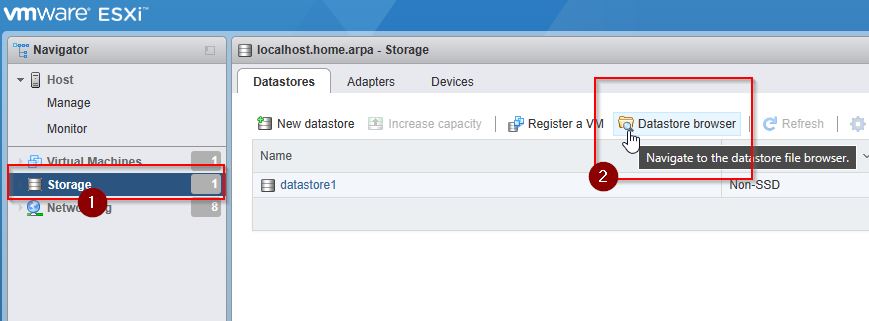 vmware ESXi™
Navigator
Host
Manage
Monitor
Virtual Machines 1
Storage 1
1
Networking 8
localhost.home.arpa - Storage
Datastores Adapters Devices
New datastore Increase capacity Register a VM Datastore browser Refresh
Name
Navigate to the datastore file browser.
datastore1 Non-SSD
2